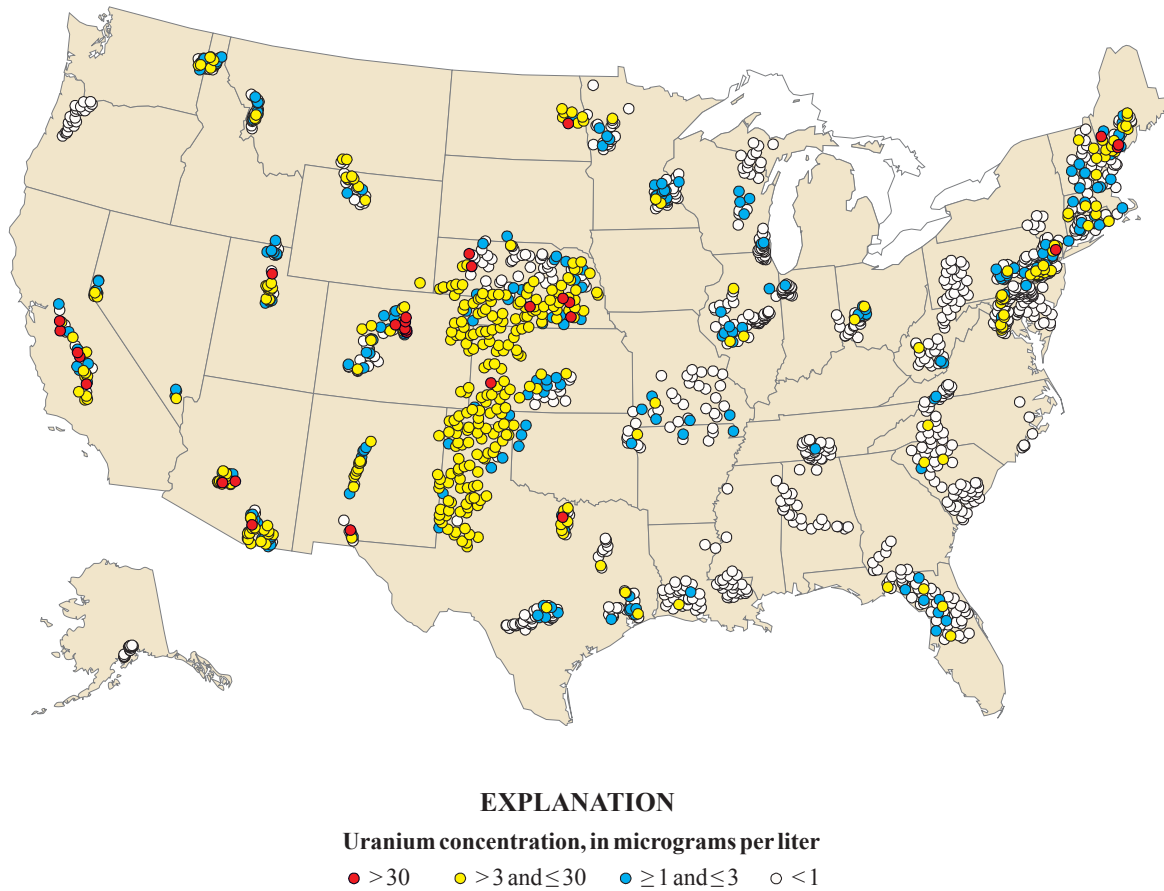 EXPLANATION
Uranium concentration, in micrograms per liter
>30 >3 and ≤30 ≥1 and ≤3 <1